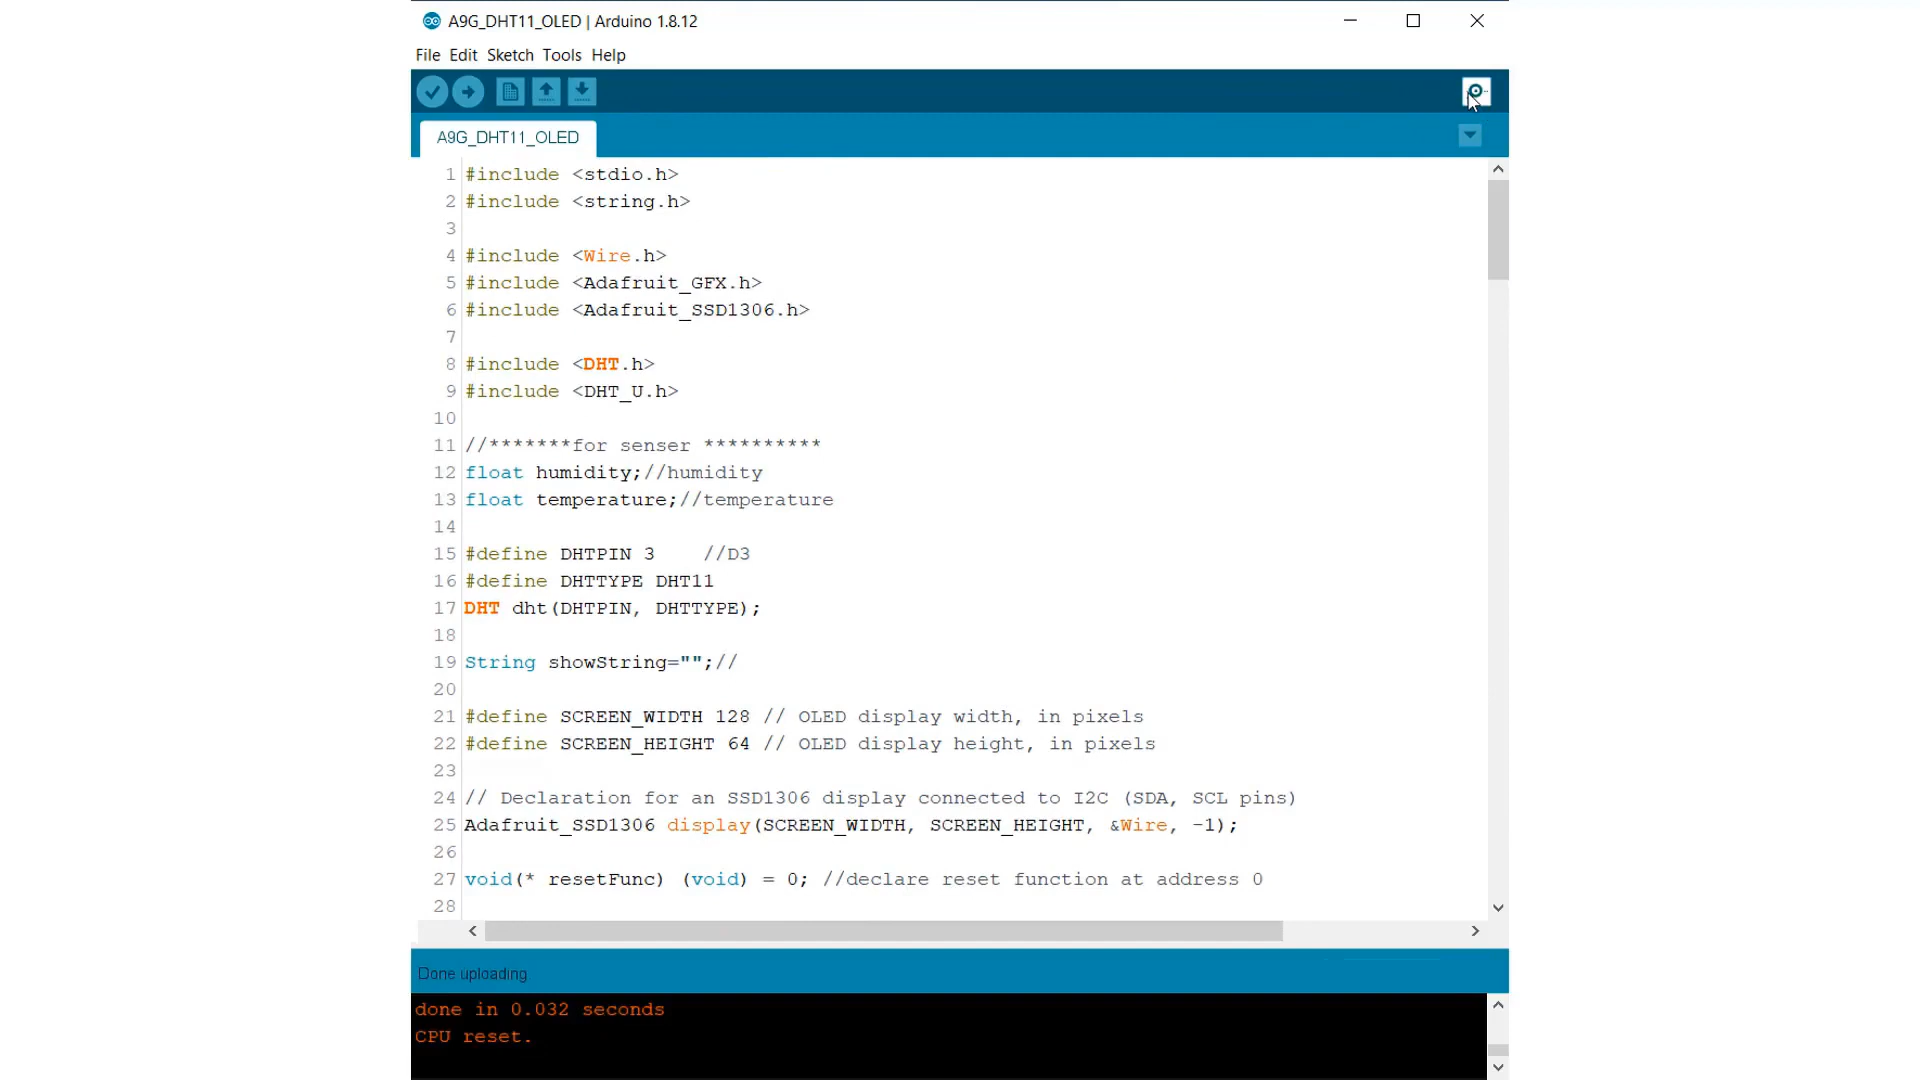 A9G_DHT11_OLED | Arduino 1.8.12
File Edit Sketch Tools Help
A9G_DHT11_OLED
1 #include <stdio.h>
2 #include <string.h>
3
4 #include <Wire.h>
5 #include <Adafruit_GFX.h>
6 #include <Adafruit_SSD1306.h>
7
8 #include <DHT.h>
9 #include <DHT_U.h>
10
11 //*******for senser **********
12 float humidity;//humidity
13 float temperature;//temperature
14
15 #define DHTPIN 3    //D3
16 #define DHTTYPE DHT11
17 DHT dht(DHTPIN, DHTTYPE);
18
19 String showString="";//
20
21 #define SCREEN_WIDTH 128 // OLED display width, in pixels
22 #define SCREEN_HEIGHT 64 // OLED display height, in pixels
23
24 // Declaration for an SSD1306 display connected to I2C (SDA, SCL pins)
25 Adafruit_SSD1306 display(SCREEN_WIDTH, SCREEN_HEIGHT, &Wire, -1);
26
27 void(* resetFunc) (void) = 0; //declare reset function at address 0
28
Done uploading
done in 0.032 seconds
CPU reset.